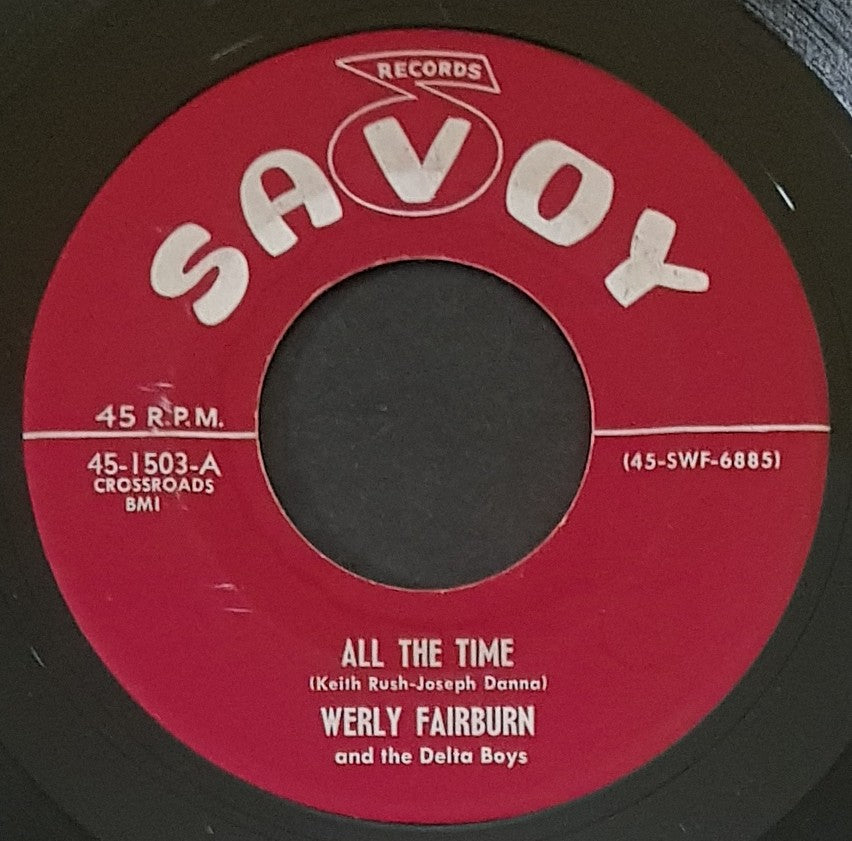 RECORDS
SAVOY
45 R.P.M.
45-1503-A
CROSSROADS
BMI
(45-SWF-6885)
ALL THE TIME
(Keith Rush-Joseph Danna)
WERLY FAIRBURN
and the Delta Boys